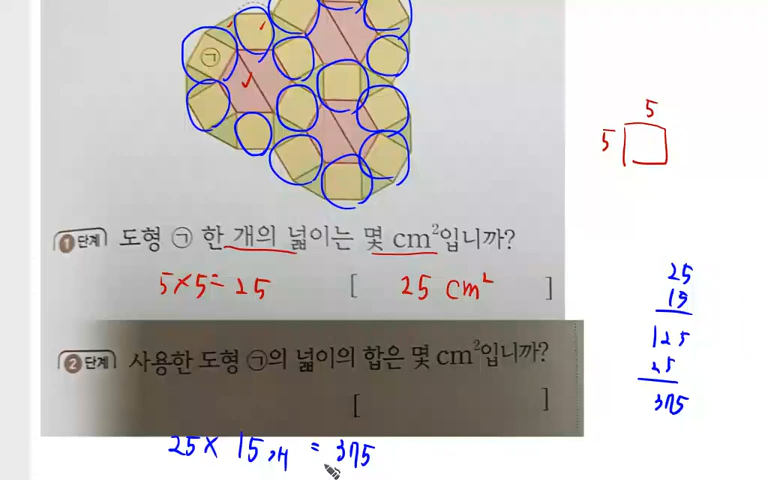 ㉠
5
5
1단계 도형 ㉠ 한 개의 넓이는 몇 cm²입니까?
5×5=25 [ 25 cm² ]
25
15
125
25
375
2단계 사용한 도형 ㉠의 넓이의 합은 몇 cm²입니까?
[ ]
25× 15개 = 375